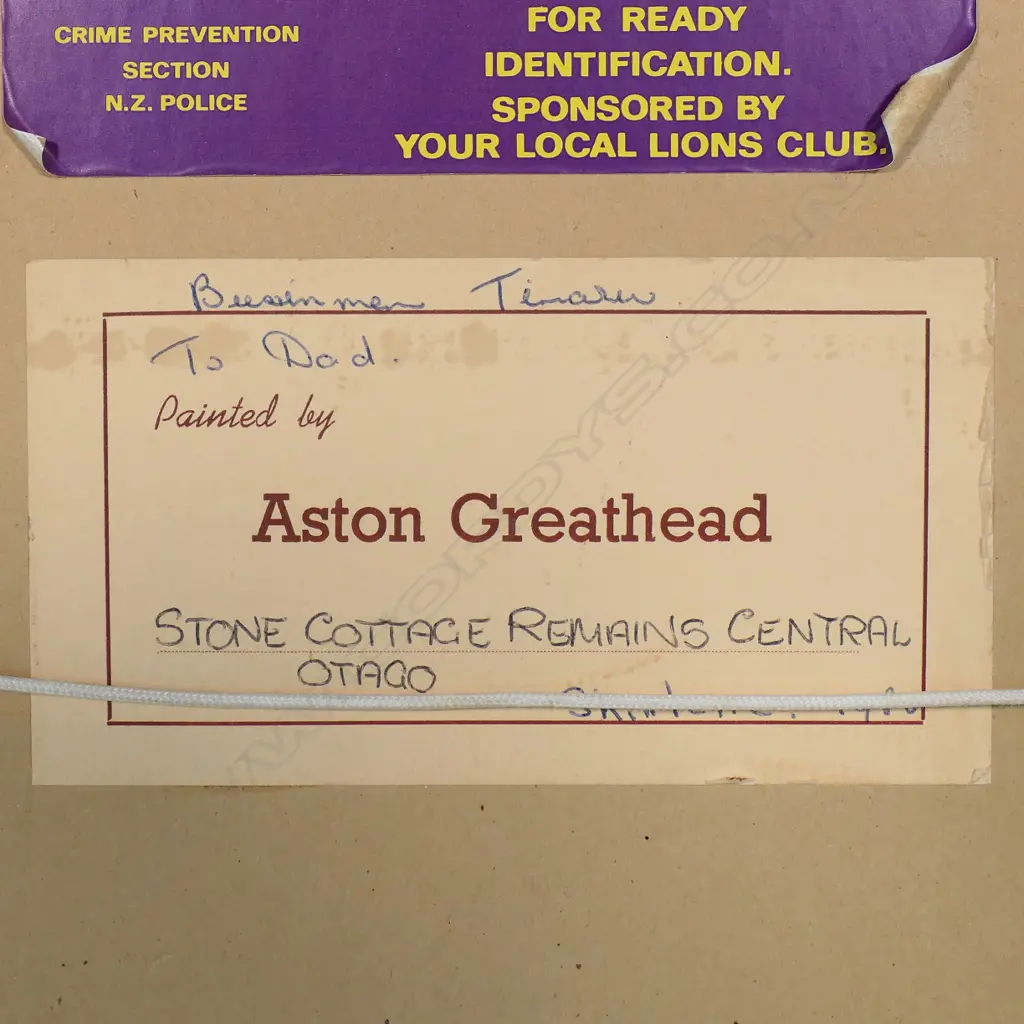 CRIME PREVENTION
SECTION
N.Z. POLICE
FOR READY
IDENTIFICATION.
SPONSORED BY
YOUR LOCAL LIONS CLUB.
Timaru
To Dad.
Painted by
Aston Greathead
STONE COTTAGE REMAINS CENTRAL
OTAGO